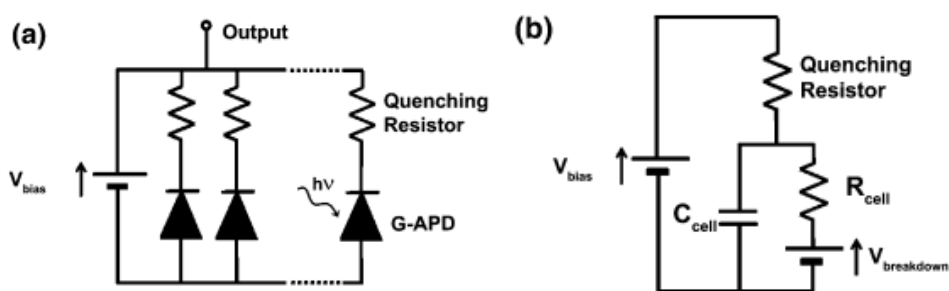 (a)
Output
Quenching
Resistor
V_bias
hν
G-APD
(b)
Quenching
Resistor
V_bias
C_cell
R_cell
V_breakdown